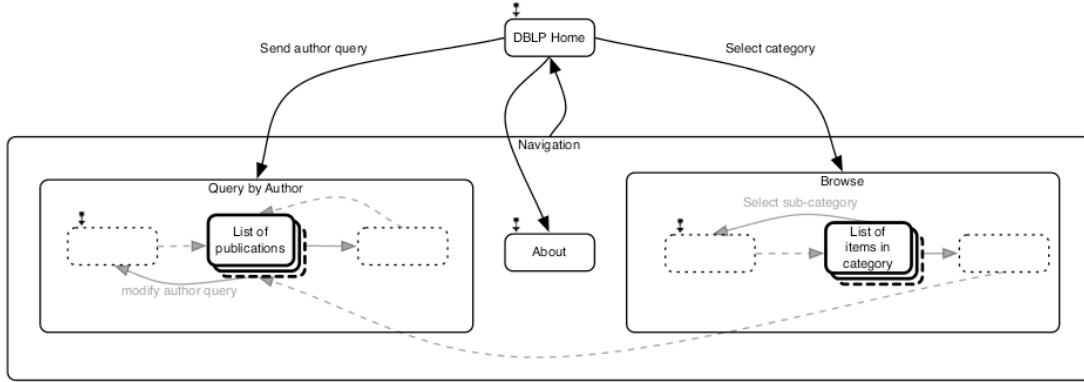 DBLP Home
Send author query
Select category
Navigation
Query by Author
Browse
List of
publications
modify author query
About
Select sub-category
List of
items in
category